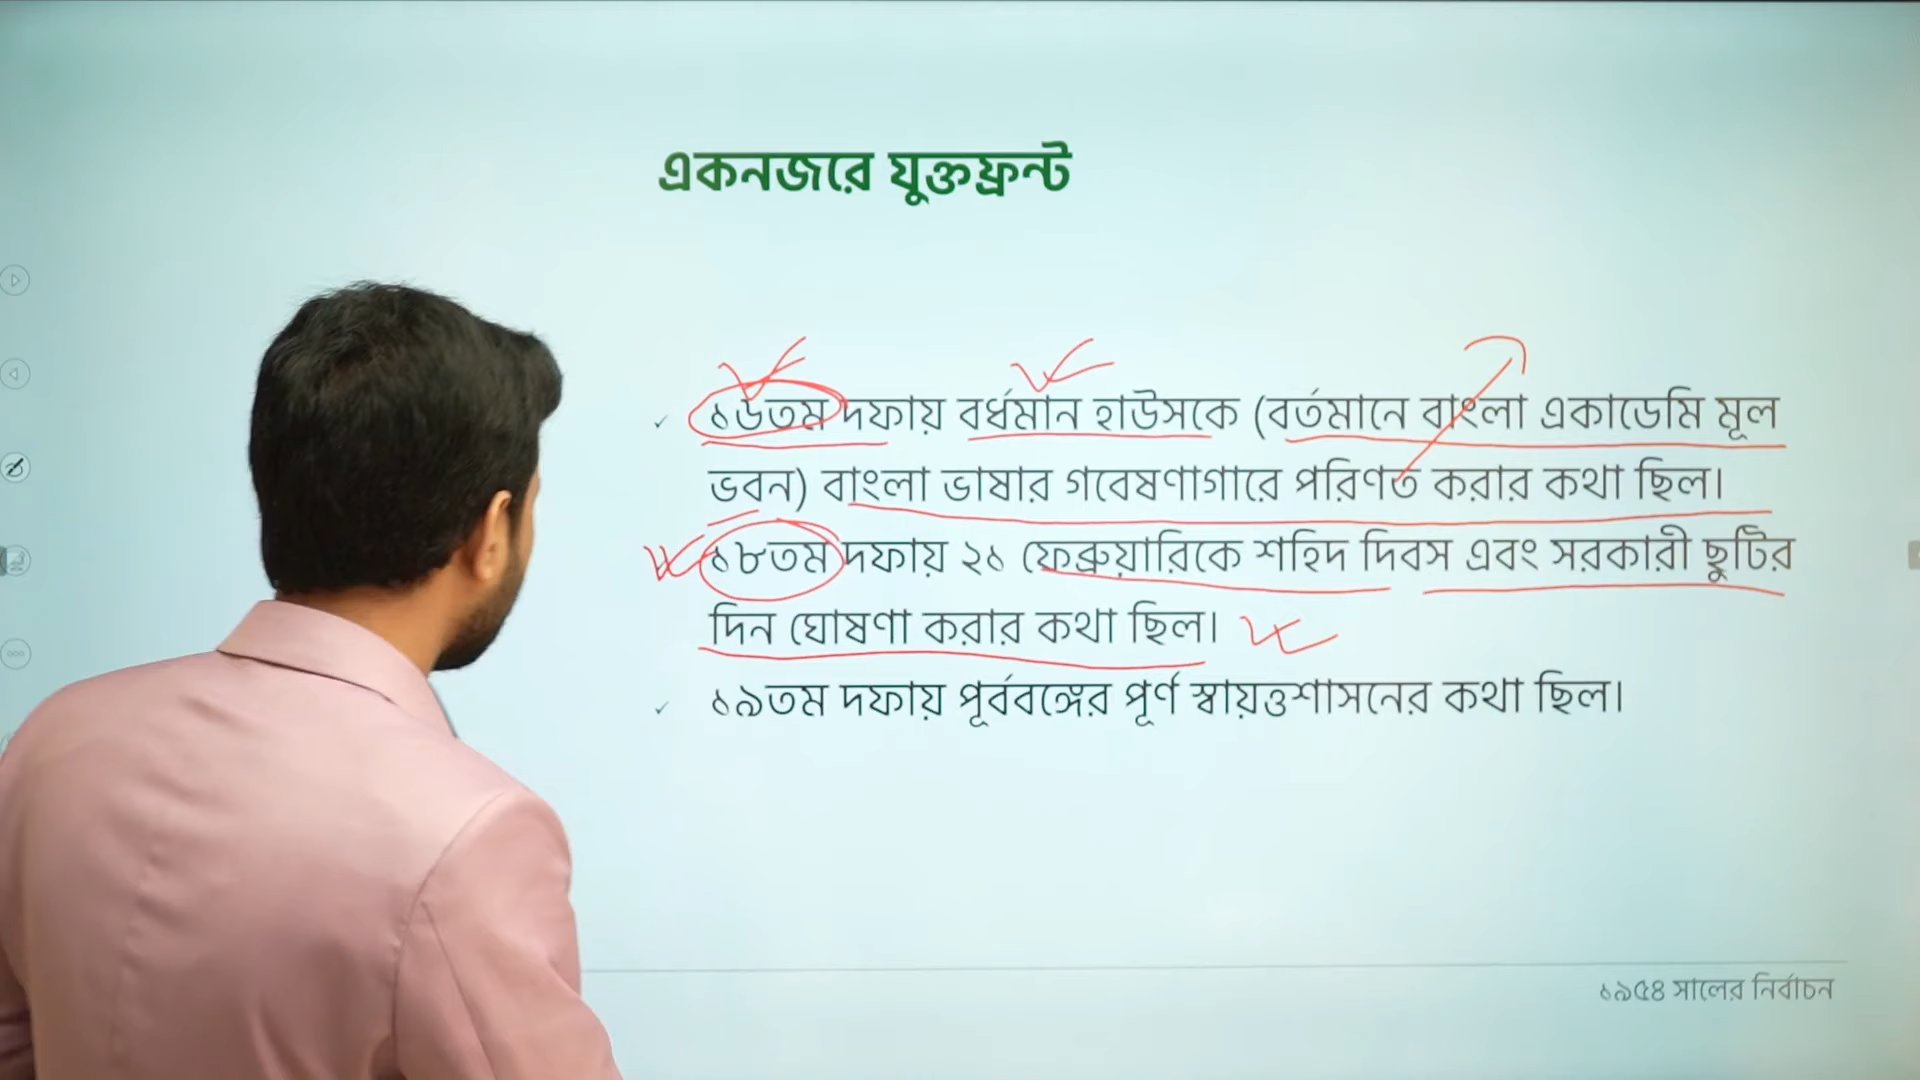 একনজরে যুক্তফ্রন্ট
১৬তম দফায় বর্ধমান হাউসকে (বর্তমানে বাংলা একাডেমি মূল
ভবন) বাংলা ভাষার গবেষণাগারে পরিণত করার কথা ছিল।
১৮তম দফায় ২১ ফেব্রুয়ারিকে শহিদ দিবস এবং সরকারী ছুটির
দিন ঘোষণা করার কথা ছিল।
১৯তম দফায় পূর্ববঙ্গের পূর্ণ স্বায়ত্তশাসনের কথা ছিল।
১৯৫৪ সালের নির্বাচন